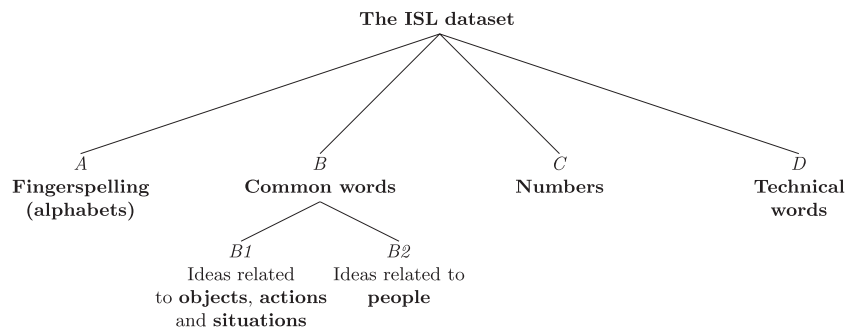 The ISL dataset
A
Fingerspelling
(alphabets)
B
Common words
C
Numbers
D
Technical
words
B1
Ideas related
to objects, actions
and situations
B2
Ideas related to
people